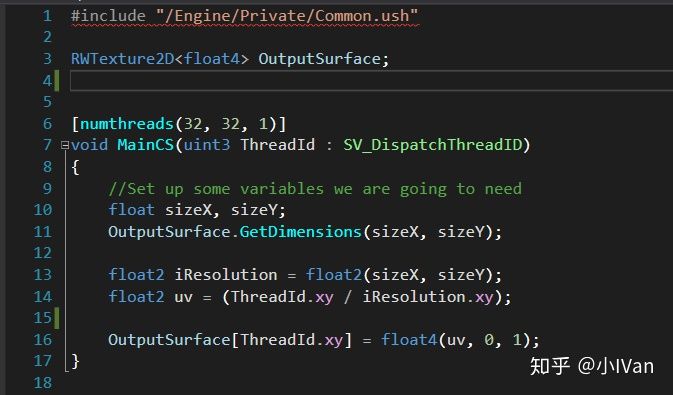 1 #include "/Engine/Private/Common.ush"
2
3 RWTexture2D<float4> OutputSurface;
4
5
6 [numthreads(32, 32, 1)]
7 void MainCS(uint3 ThreadId : SV_DispatchThreadID)
8 {
9 //Set up some variables we are going to need
10 float sizeX, sizeY;
11 OutputSurface.GetDimensions(sizeX, sizeY);
12
13 float2 iResolution = float2(sizeX, sizeY);
14 float2 uv = (ThreadId.xy / iResolution.xy);
15
16 OutputSurface[ThreadId.xy] = float4(uv, 0, 1);
17 }
18
知乎 @小IVan